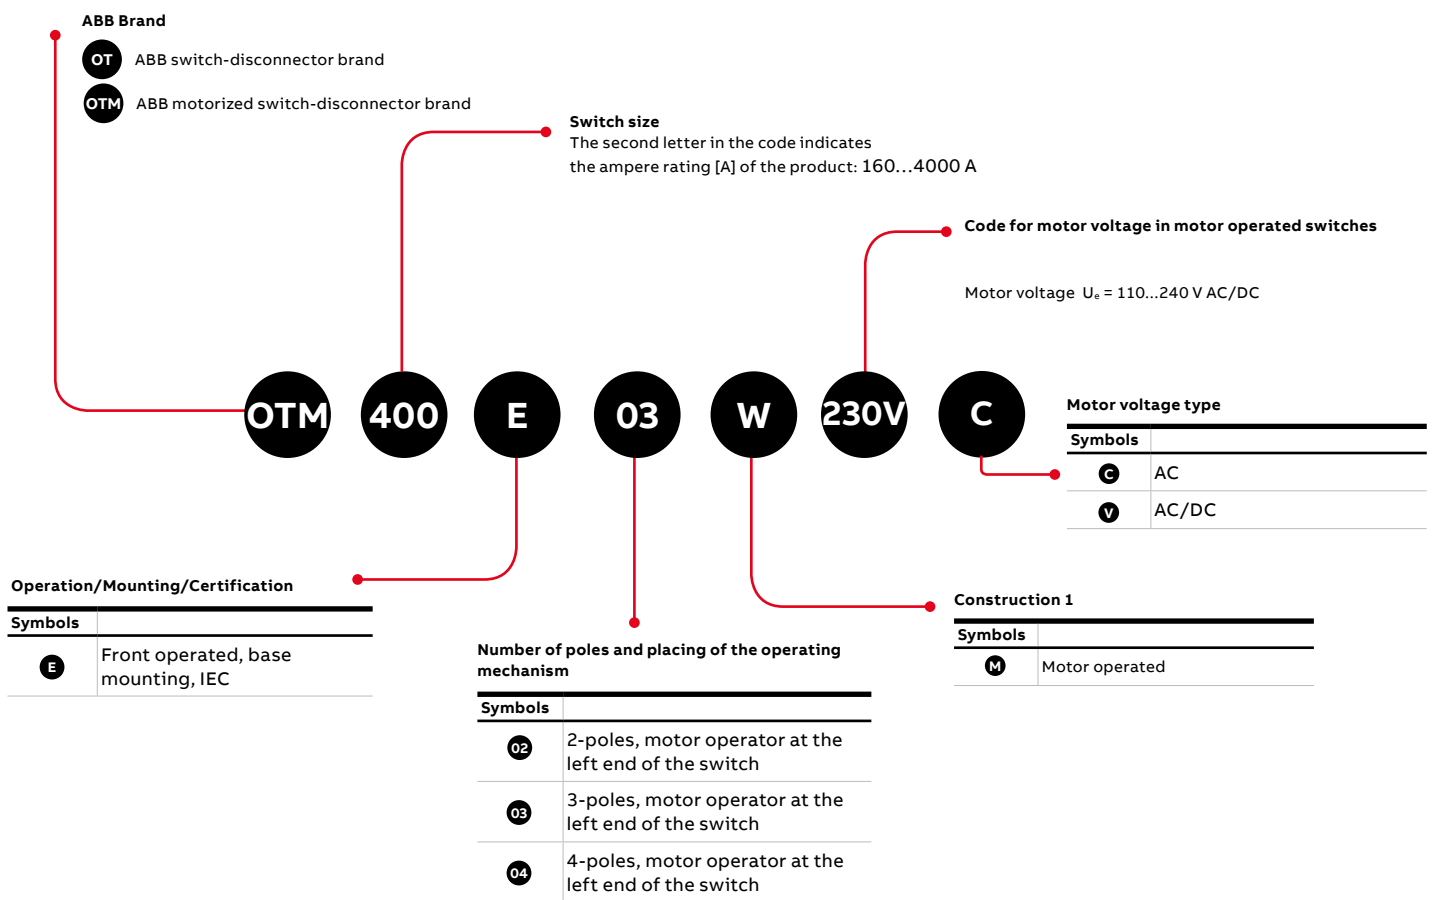 ABB Brand
OT ABB switch-disconnector brand
OTM ABB motorized switch-disconnector brand
Switch size
The second letter in the code indicates
the ampere rating [A] of the product: 160...4000 A
Code for motor voltage in motor operated switches
Motor voltage Uₑ = 110...240 V AC/DC
OTM 400 E 03 W 230V C
Motor voltage type
Symbols
C AC
V AC/DC
Operation/Mounting/Certification
Symbols
E Front operated, base
mounting, IEC
Number of poles and placing of the operating
mechanism
Symbols
02 2-poles, motor operator at the
left end of the switch
03 3-poles, motor operator at the
left end of the switch
04 4-poles, motor operator at the
left end of the switch
Construction 1
Symbols
M Motor operated